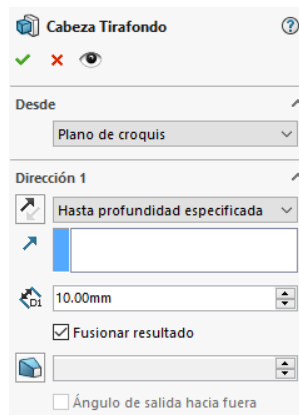 Cabeza Tirafondo
Desde
Plano de croquis
Dirección 1
Hasta profundidad especificada
D1
10.00mm
Fusionar resultado
Ángulo de salida hacia fuera